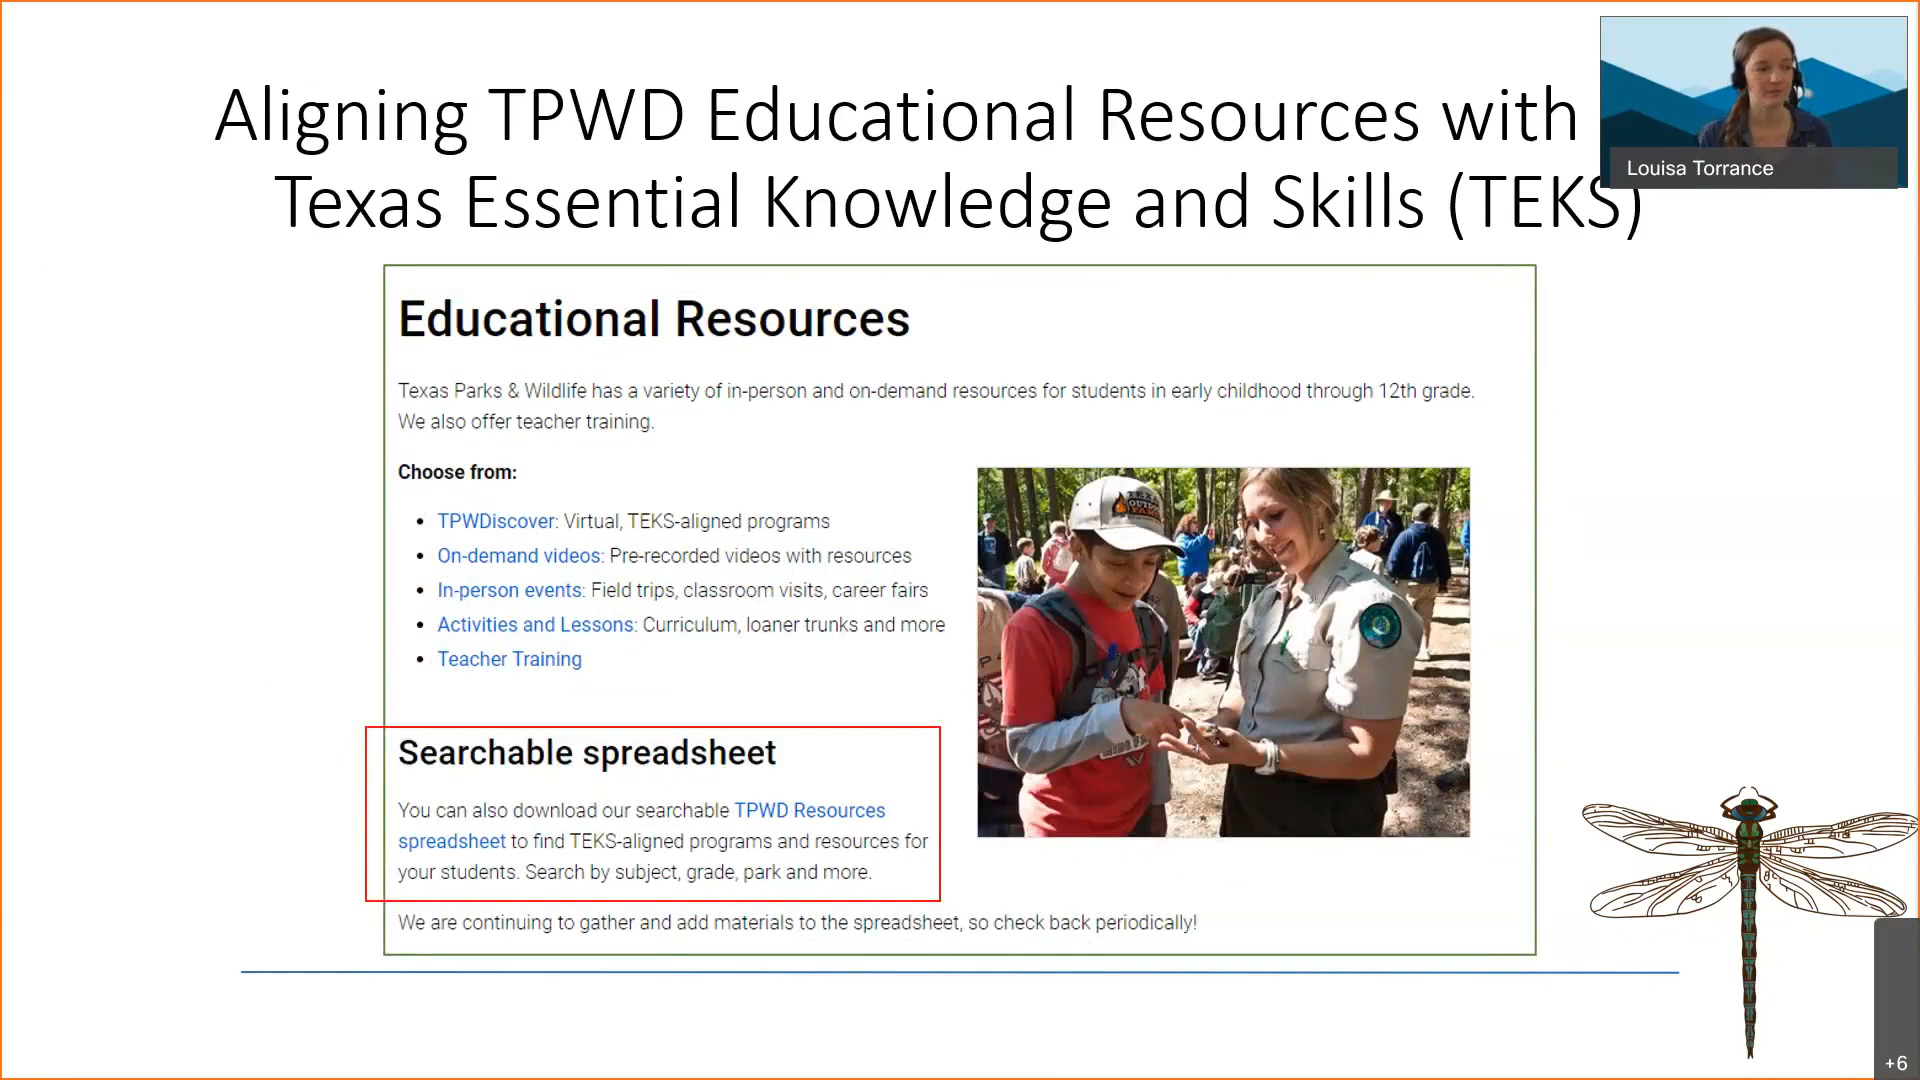 Aligning TPWD Educational Resources with
Texas Essential Knowledge and Skills (TEKS)
Louisa Torrance
Educational Resources
Texas Parks & Wildlife has a variety of in-person and on-demand resources for students in early childhood through 12th grade.
We also offer teacher training.
Choose from:
• TPWDiscover: Virtual, TEKS-aligned programs
• On-demand videos: Pre-recorded videos with resources
• In-person events: Field trips, classroom visits, career fairs
• Activities and Lessons: Curriculum, loaner trunks and more
• Teacher Training
Searchable spreadsheet
You can also download our searchable TPWD Resources
spreadsheet to find TEKS-aligned programs and resources for
your students. Search by subject, grade, park and more.
We are continuing to gather and add materials to the spreadsheet, so check back periodically!
+6